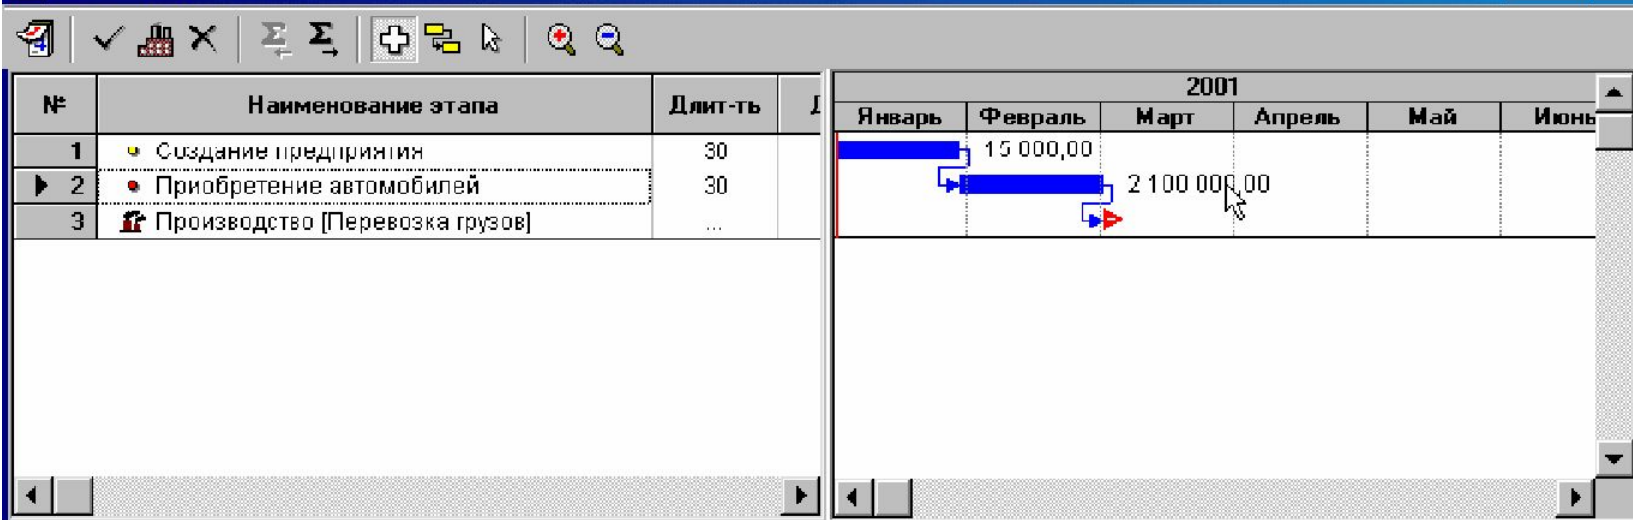 2001
№ Наименование этапа Длит-ть
Январь Февраль Март Апрель Май Июнь
1 Создание предприятия 30 15 000,00
2 Приобретение автомобилей 30 2 100 000,00
3 Производство [Перевозка грузов] ...